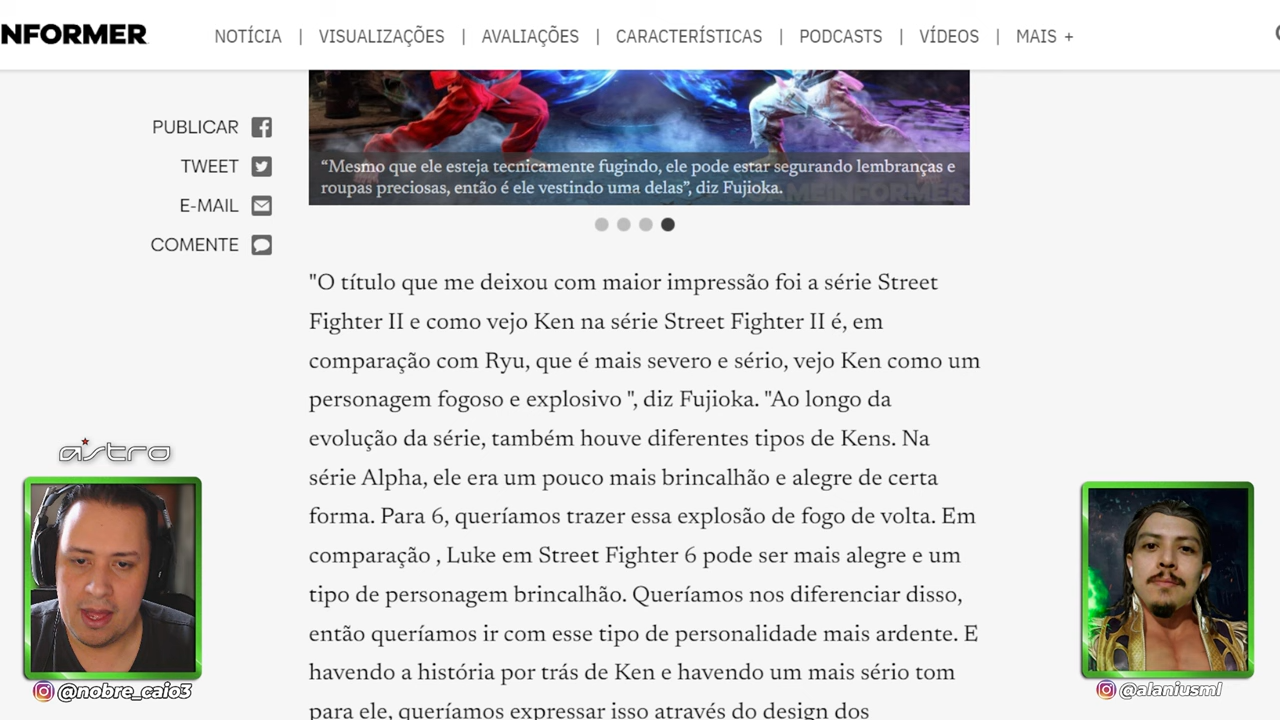 NFORMER
NOTÍCIA | VISUALIZAÇÕES | AVALIAÇÕES | CARACTERÍSTICAS | PODCASTS | VÍDEOS | MAIS +
PUBLICAR
TWEET
E-MAIL
COMENTE
“Mesmo que ele esteja tecnicamente fugindo, ele pode estar segurando lembranças e
roupas preciosas, então é ele vestindo uma delas”, diz Fujioka.
GAMEINFORMER
"O título que me deixou com maior impressão foi a série Street
Fighter II e como vejo Ken na série Street Fighter II é, em
comparação com Ryu, que é mais severo e sério, vejo Ken como um
personagem fogoso e explosivo ", diz Fujioka. "Ao longo da
evolução da série, também houve diferentes tipos de Kens. Na
série Alpha, ele era um pouco mais brincalhão e alegre de certa
forma. Para 6, queríamos trazer essa explosão de fogo de volta. Em
comparação , Luke em Street Fighter 6 pode ser mais alegre e um
tipo de personagem brincalhão. Queríamos nos diferenciar disso,
então queríamos ir com esse tipo de personalidade mais ardente. E
havendo a história por trás de Ken e havendo um mais sério tom
para ele, queríamos expressar isso através do design dos
astro
@nobre_caio3
@alaniusml